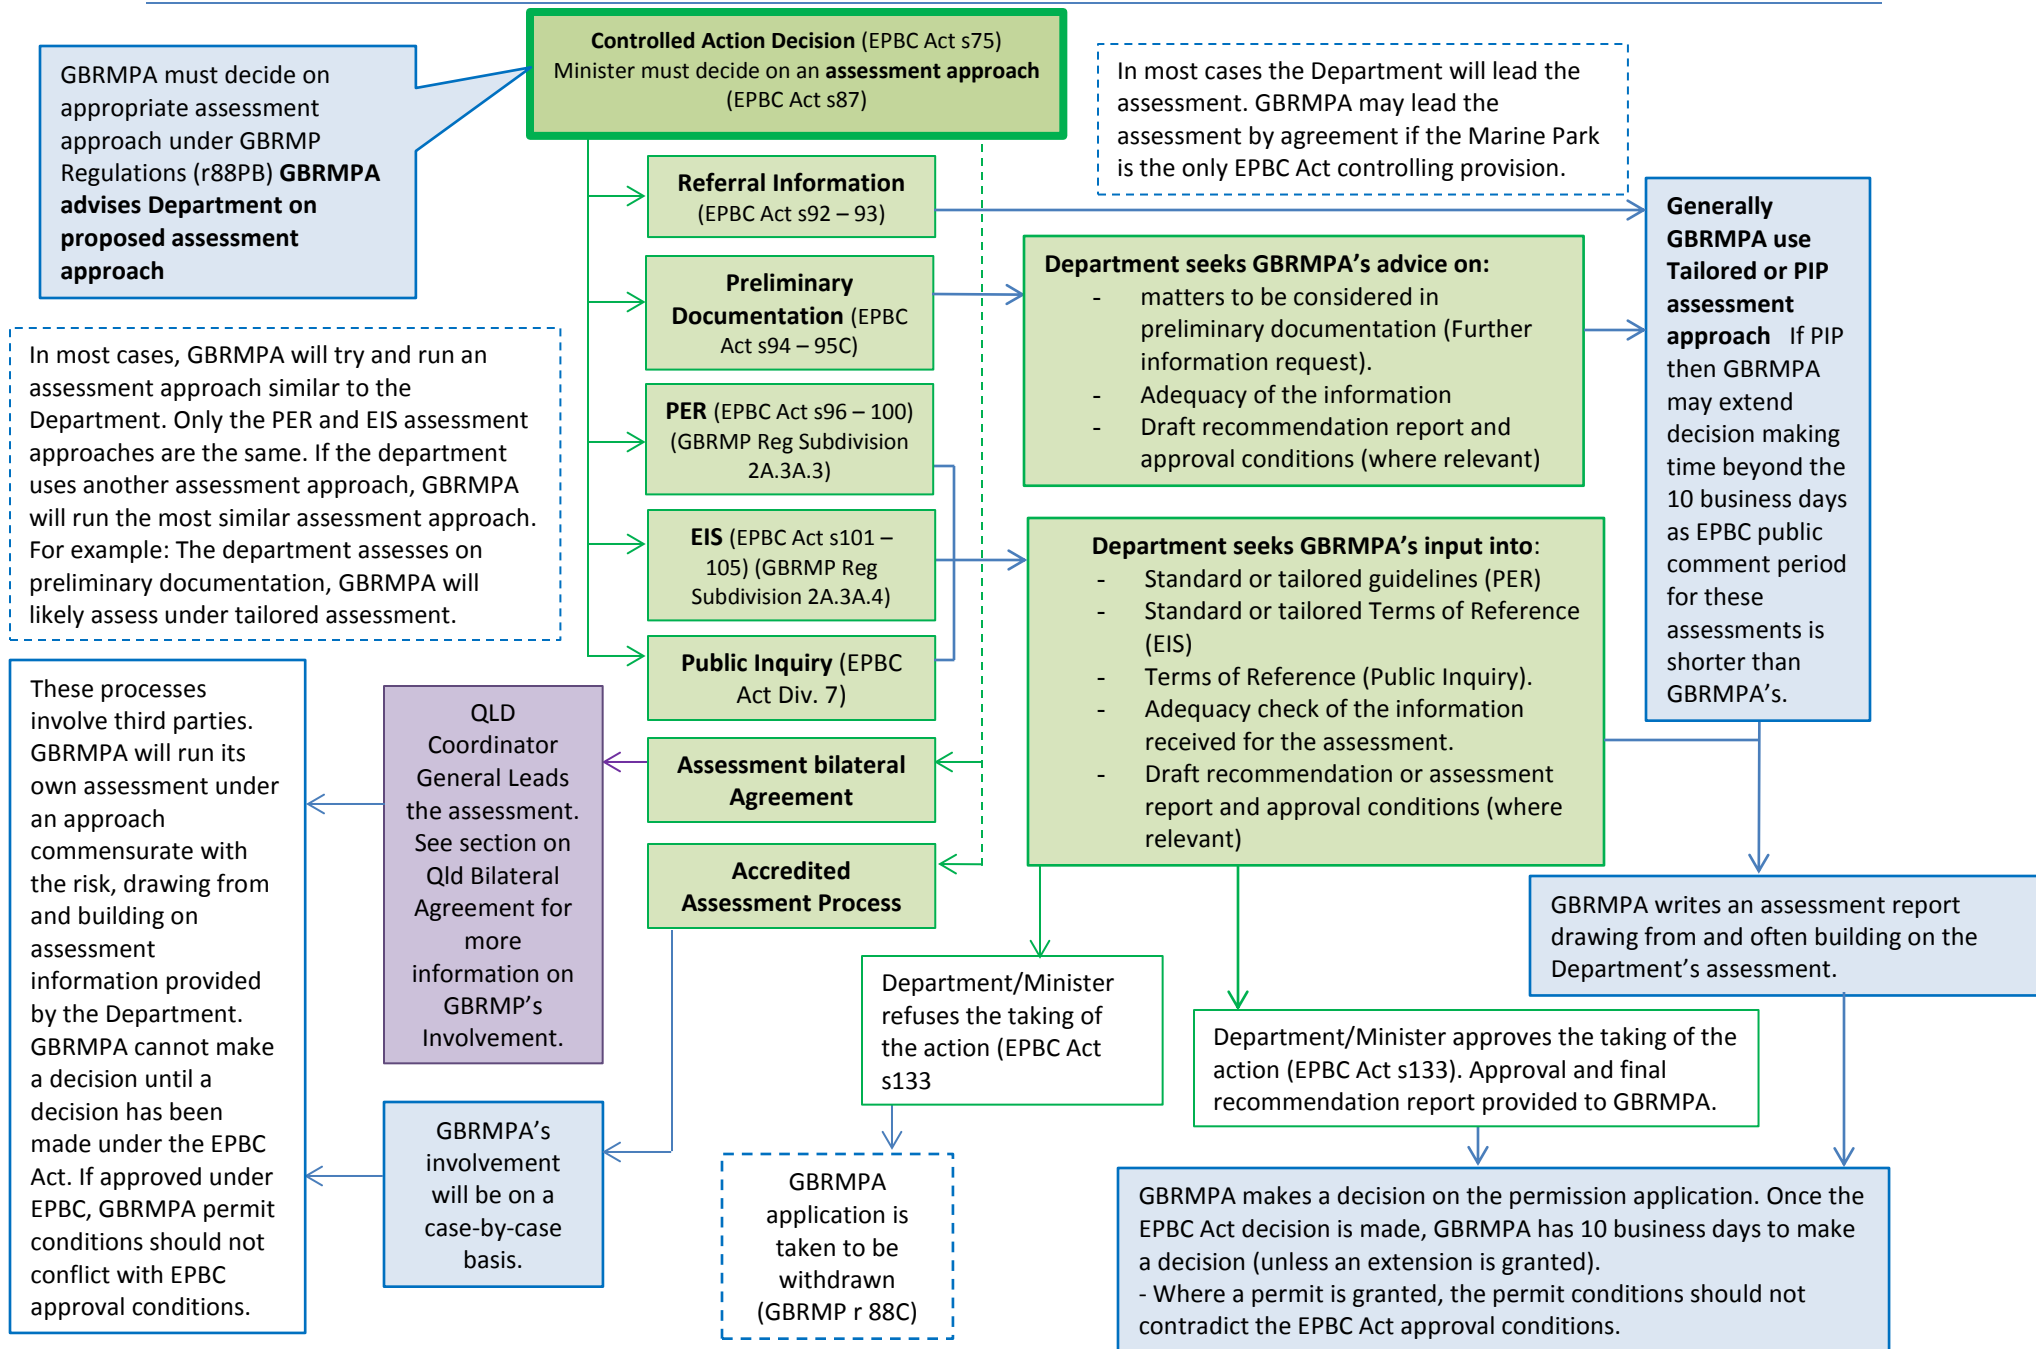 Controlled Action Decision (EPBC Act s75)
Minister must decide on an assessment approach
(EPBC Act s87)
GBRMPA must decide on
appropriate assessment
approach under GBRMP
Regulations (r88PB) GBRMPA
advises Department on
proposed assessment
approach
In most cases the Department will lead the
assessment. GBRMPA may lead the
assessment by agreement if the Marine Park
is the only EPBC Act controlling provision.
Referral Information
(EPBC Act s92 – 93)
Preliminary
Documentation (EPBC
Act s94 – 95C)
PER (EPBC Act s96 – 100)
(GBRMP Reg Subdivision
2A.3A.3)
EIS (EPBC Act s101 –
105) (GBRMP Reg
Subdivision 2A.3A.4)
Public Inquiry (EPBC
Act Div. 7)
Assessment bilateral
Agreement
Accredited
Assessment Process
Department seeks GBRMPA's advice on:
- matters to be considered in
preliminary documentation (Further
information request).
- Adequacy of the information
- Draft recommendation report and
approval conditions (where relevant)
Generally
GBRMPA use
Tailored or PIP
assessment
approach If PIP
then GBRMPA
may extend
decision making
time beyond the
10 business days
as EPBC public
comment period
for these
assessments is
shorter than
GBRMPA's.
In most cases, GBRMPA will try and run an
assessment approach similar to the
Department. Only the PER and EIS assessment
approaches are the same. If the department
uses another assessment approach, GBRMPA
will run the most similar assessment approach.
For example: The department assesses on
preliminary documentation, GBRMPA will
likely assess under tailored assessment.
Department seeks GBRMPA's input into:
- Standard or tailored guidelines (PER)
- Standard or tailored Terms of Reference
(EIS)
- Terms of Reference (Public Inquiry).
- Adequacy check of the information
received for the assessment.
- Draft recommendation or assessment
report and approval conditions (where
relevant)
These processes
involve third parties.
GBRMPA will run its
own assessment under
an approach
commensurate with
the risk, drawing from
and building on
assessment
information provided
by the Department.
GBRMPA cannot make
a decision until a
decision has been
made under the EPBC
Act. If approved under
EPBC, GBRMPA permit
conditions should not
conflict with EPBC
approval conditions.
QLD
Coordinator
General Leads
the assessment.
See section on
Qld Bilateral
Agreement for
more
information on
GBRMP's
Involvement.
GBRMPA's
involvement
will be on a
case-by-case
basis.
Department/Minister
refuses the taking of
the action (EPBC Act
s133
GBRMPA
application is
taken to be
withdrawn
(GBRMP r 88C)
Department/Minister approves the taking of the
action (EPBC Act s133). Approval and final
recommendation report provided to GBRMPA.
GBRMPA writes an assessment report
drawing from and often building on the
Department's assessment.
GBRMPA makes a decision on the permission application. Once the
EPBC Act decision is made, GBRMPA has 10 business days to make
a decision (unless an extension is granted).
- Where a permit is granted, the permit conditions should not
contradict the EPBC Act approval conditions.